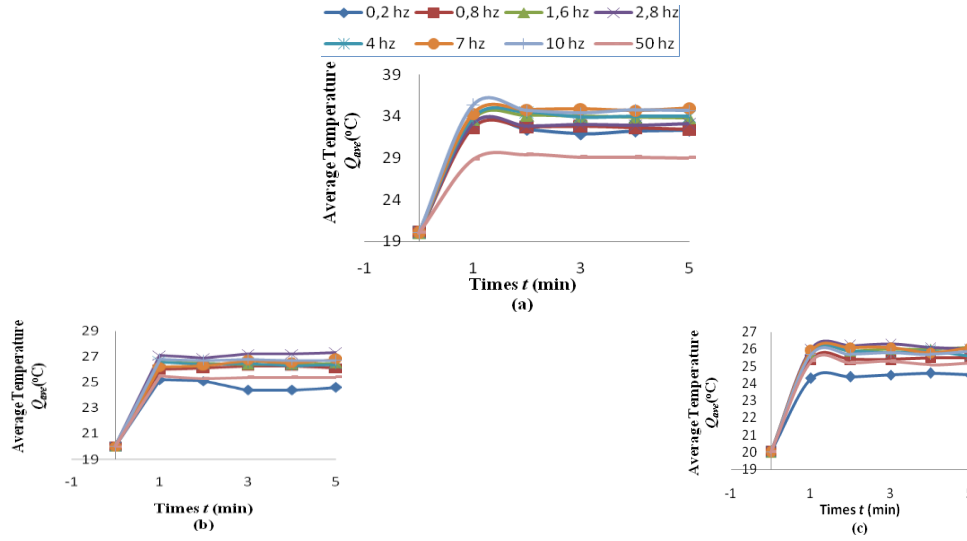 0,2 hz 0,8 hz 1,6 hz 2,8 hz
4 hz 7 hz 10 hz 50 hz
Average Temperature
Qave(°C)
39
34
29
24
19
-1 1 3 5
Times t (min)
(a)
Average Temperature
Qave(°C)
29
27
25
23
21
19
-1 1 3 5
Times t (min)
(b)
Average Temperature
Qave(°C)
27
26
25
24
23
22
21
20
19
-1 1 3
Times t (min)
(c)